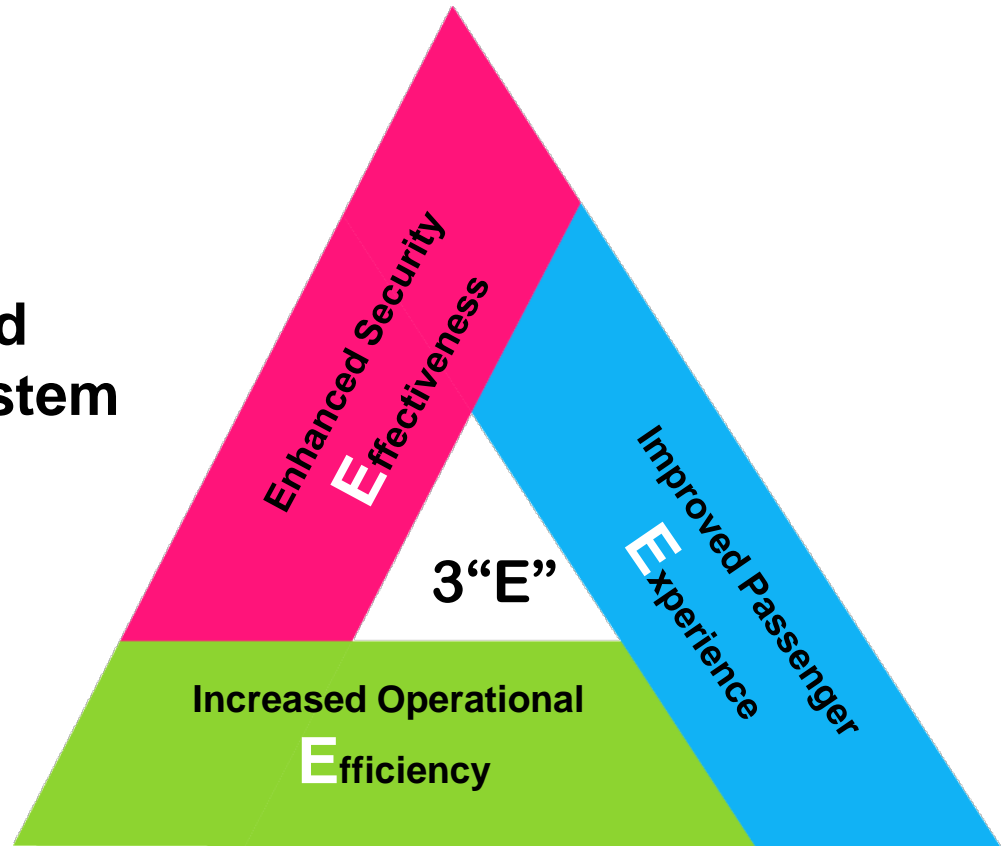 d
stem
Enhanced Security
Effectiveness
Improved Passenger
Experience
3“E”
Increased Operational
Efficiency